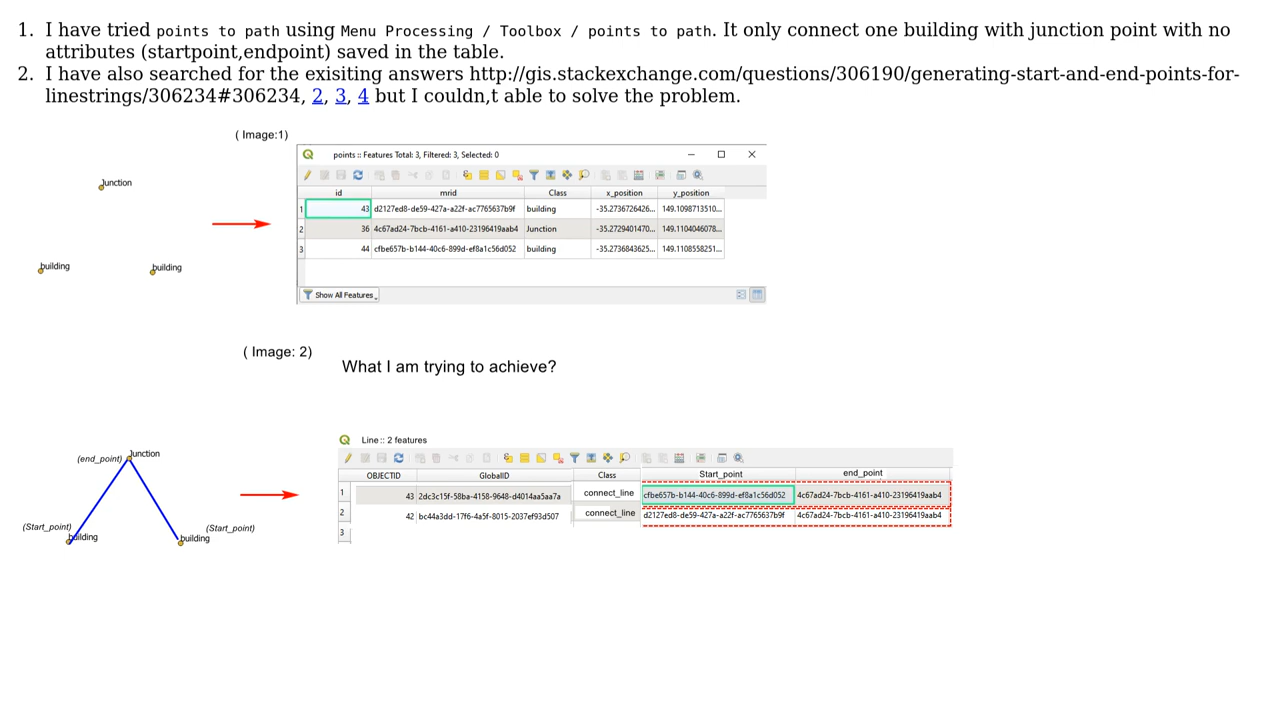 1. I have tried points to path using Menu Processing / Toolbox / points to path. It only connect one building with junction point with no
attributes (startpoint,endpoint) saved in the table.
2. I have also searched for the exisiting answers http://gis.stackexchange.com/questions/306190/generating-start-and-end-points-for-
linestrings/306234#306234, 2, 3, 4 but I couldn,t able to solve the problem.
( Image:1)
points :: Features Total: 3, Filtered: 3, Selected: 0
Junction
building building
id mrid Class x_position y_position
1 43 d2127ed8-de59-427a-a22f-ac7765637b9f building -35.2736726426... 149.1098713510...
2 36 4c67ad24-7bcb-4161-a410-23196419aab4 Junction -35.2729401470... 149.1104046078...
3 44 cfbe657b-b144-40c6-899d-ef8a1c56d052 building -35.2736843625... 149.1108558251...
Show All Features
( Image: 2)
What I am trying to achieve?
Line :: 2 features
(end_point) Junction
(Start_point) building
(Start_point) building
OBJECTID GlobalID Class Start_point end_point
1 43 2dc3c15f-58ba-4158-9648-d4014aa5aa7a connect_line cfbe657b-b144-40c6-899d-ef8a1c56d052 4c67ad24-7bcb-4161-a410-23196419aab4
2 42 bc44a3dd-17f6-4a5f-8015-2037ef93d507 connect_line d2127ed8-de59-427a-a22f-ac7765637b9f 4c67ad24-7bcb-4161-a410-23196419aab4
3